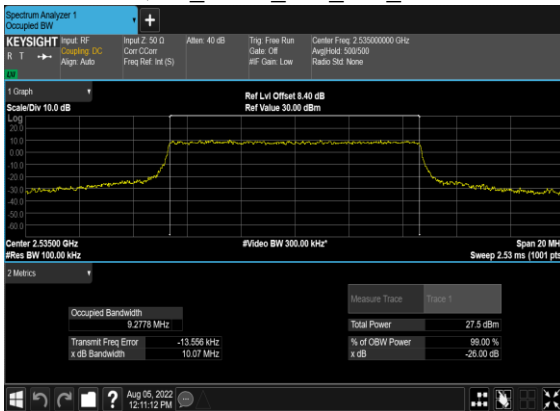 Spectrum Analyzer 1
Occupied BW
+
KEYSIGHT
R T
Input: RF
Coupling: DC
Align: Auto
Input Z: 50 Ω
Corr CCorr
Freq Ref: Int (S)
Atten: 40 dB
Trig: Free Run
Gate: Off
#IF Gain: Low
Center Freq: 2.535000000 GHz
Avg|Hold: 500/500
Radio Std: None
1 Graph
Scale/Div 10.0 dB
Ref Lvl Offset 8.40 dB
Ref Value 30.00 dBm
Log
20.0
10.0
0.00
-10.0
-20.0
-30.0
-40.0
-50.0
-60.0
Center 2.53500 GHz
#Res BW 100.00 kHz
#Video BW 300.00 kHz*
Span 20 MH
Sweep 2.53 ms (1001 pts
2 Metrics
Measure Trace
Trace 1
Occupied Bandwidth
9.2778 MHz
Total Power
27.5 dBm
Transmit Freq Error
-13.556 kHz
% of OBW Power
99.00 %
x dB Bandwidth
10.07 MHz
x dB
-26.00 dB
?
Aug 05, 2022
12:11:12 PM